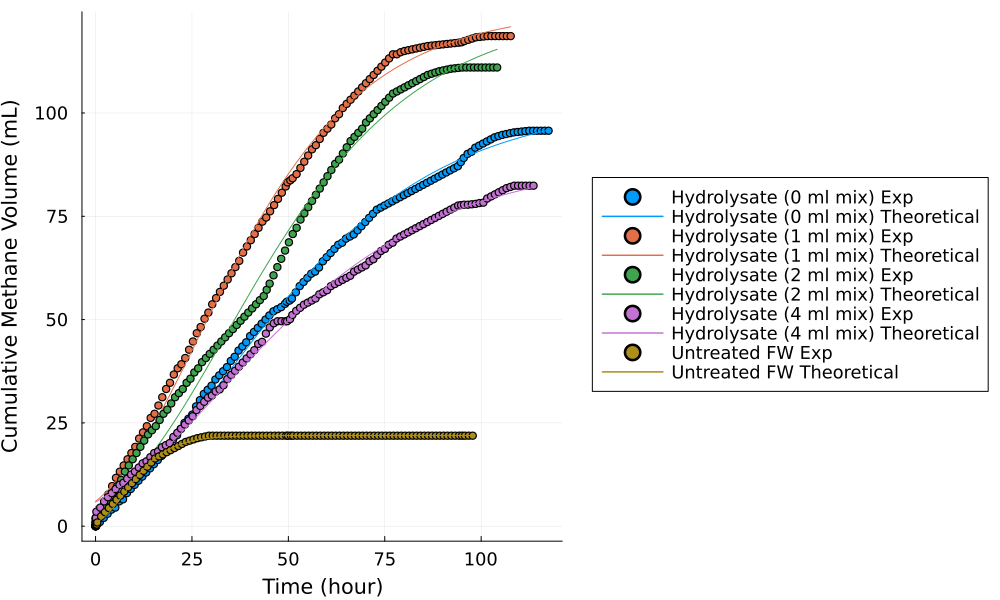 Cumulative Methane Volume (mL)
100
75
50
25
0
0 25 50 75 100
Time (hour)
Hydrolysate (0 ml mix) Exp
Hydrolysate (0 ml mix) Theoretical
Hydrolysate (1 ml mix) Exp
Hydrolysate (1 ml mix) Theoretical
Hydrolysate (2 ml mix) Exp
Hydrolysate (2 ml mix) Theoretical
Hydrolysate (4 ml mix) Exp
Hydrolysate (4 ml mix) Theoretical
Untreated FW Exp
Untreated FW Theoretical